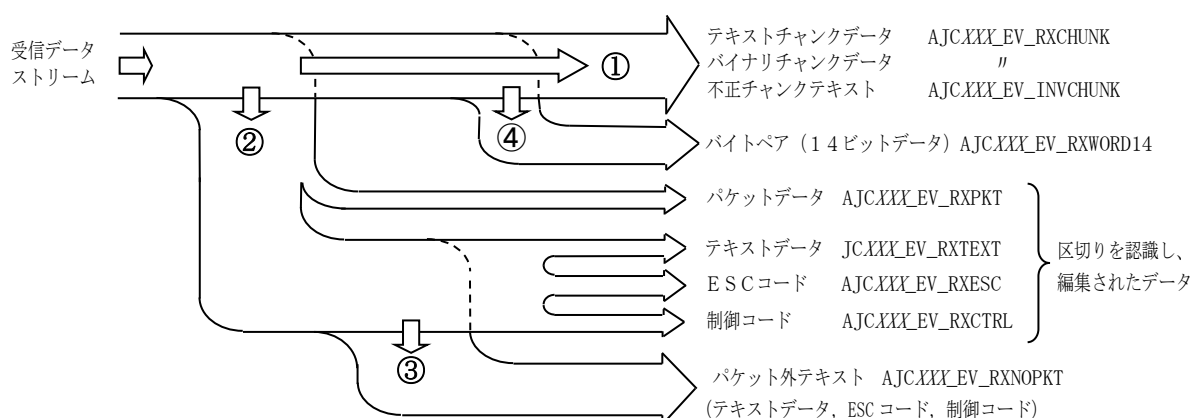 受信データ
ストリーム
①
②
④
③
テキストチャンクデータ AJCXXX_EV_RXCHUNK
バイナリチャンクデータ 〃
不正チャンクテキスト AJCXXX_EV_INVCHUNK
バイトペア（１４ビットデータ）AJCXXX_EV_RXWORD14
パケットデータ AJCXXX_EV_RXPKT
テキストデータ JCXXX_EV_RXTEXT
ＥＳＣコード AJCXXX_EV_RXESC
制御コード AJCXXX_EV_RXCTRL
区切りを認識し、
編集されたデータ
パケット外テキスト AJCXXX_EV_RXNOPKT
(テキストデータ, ESC コード, 制御コード)